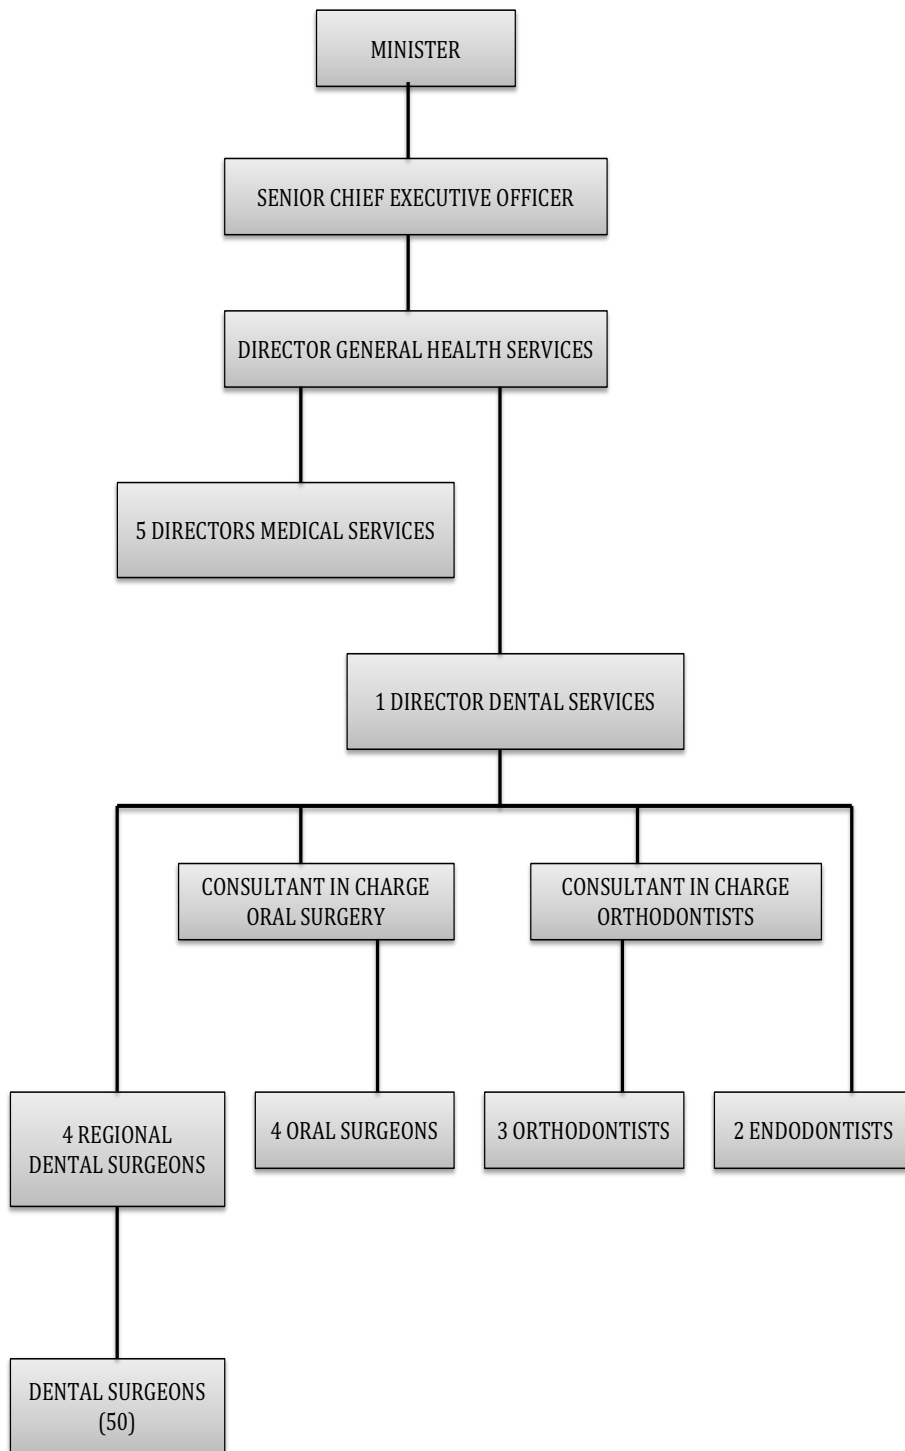 MINISTER
SENIOR CHIEF EXECUTIVE OFFICER
DIRECTOR GENERAL HEALTH SERVICES
5 DIRECTORS MEDICAL SERVICES
1 DIRECTOR DENTAL SERVICES
CONSULTANT IN CHARGE
ORAL SURGERY
CONSULTANT IN CHARGE
ORTHODONTISTS
4 REGIONAL
DENTAL SURGEONS
4 ORAL SURGEONS
3 ORTHODONTISTS
2 ENDODONTISTS
DENTAL SURGEONS
(50)